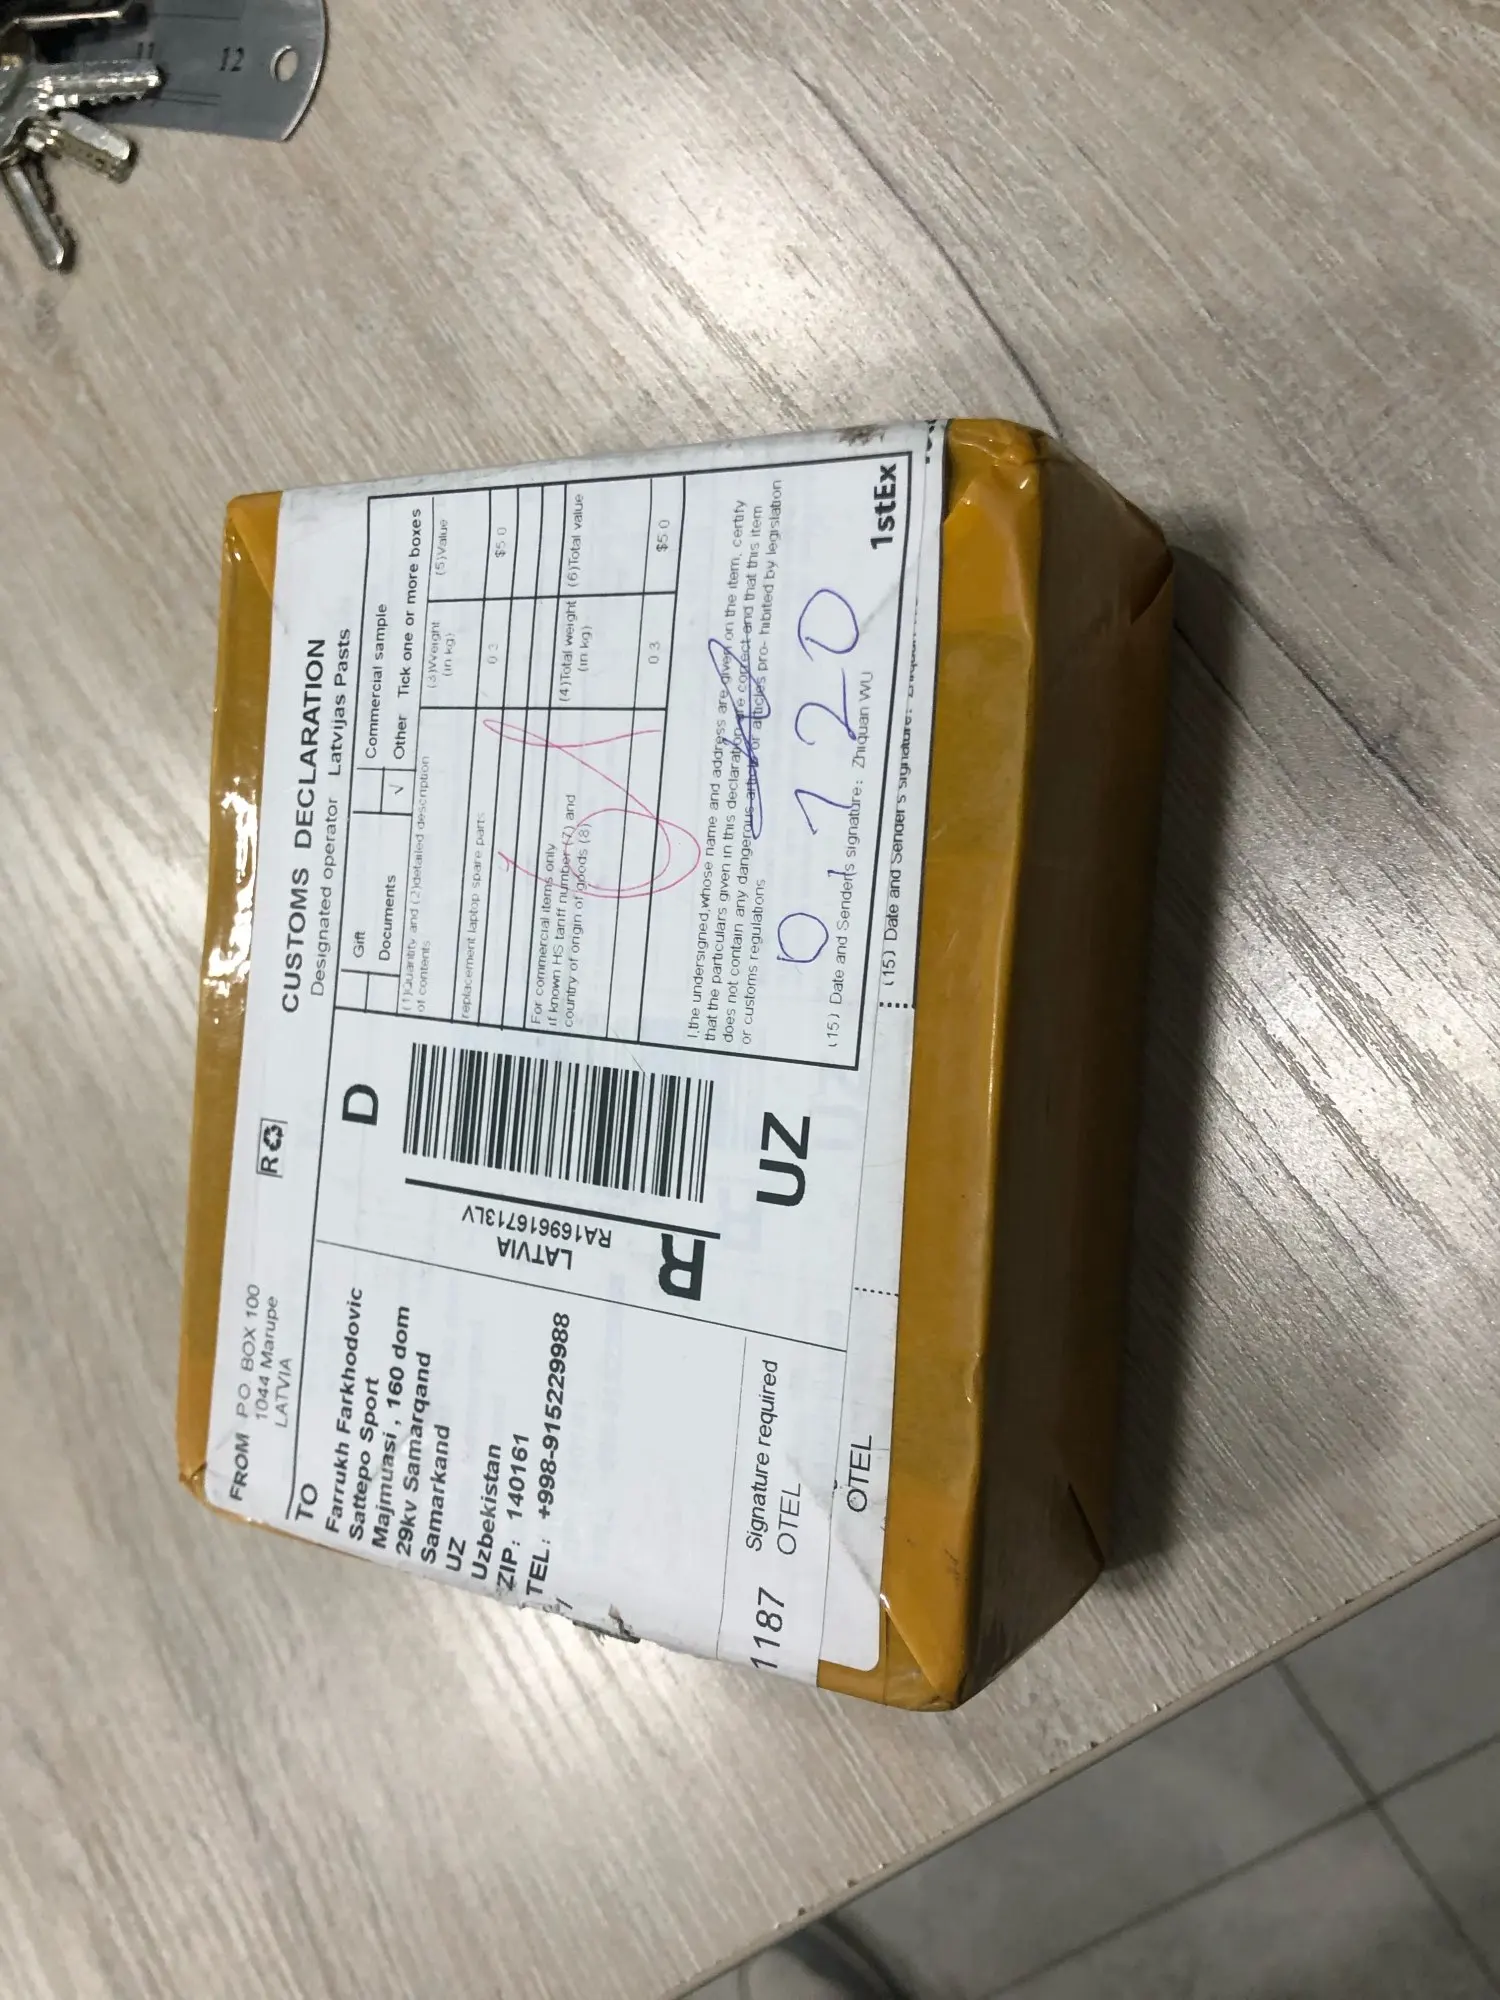 FROM PO. BOX 100
1044 Marupe
LATVIA
R
CUSTOMS DECLARATION
Designated operator Latvijas Pasts
TO
Farrukh Farkhodovic
Sattepo Sport
Majmuasi , 160 dom
29kv Samarqand
Samarkand
UZ
Uzbekistan
ZIP: 140161
TEL: +998-915229988
D
LATVIA
RA169616713LV
R
UZ
Gift
Commercial sample
Documents
√ Other Tick one or more boxes
(1)Quantity and (2)detailed description
of contents
(3)Weight
(in kg)
(5)Value
replacement laptop spare parts
0.3
$5.0
For commercial items only
if known HS tariff number (7) and
country of origin of goods (8)
(4)Total weight
(in kg)
(6)Total value
0.3
$5.0
I,the undersigned,whose name and address are given on the item, certify
that the particulars given in this declaration are correct and that this item
does not contain any dangerous article or articles pro- hibited by legislation
or customs regulations
0120
(15) Date and Sender's signature: Zhiquan WU
1stEx
1187
Signature required
OTEL
(15) Date and Sender's signature:
OTEL
11
12